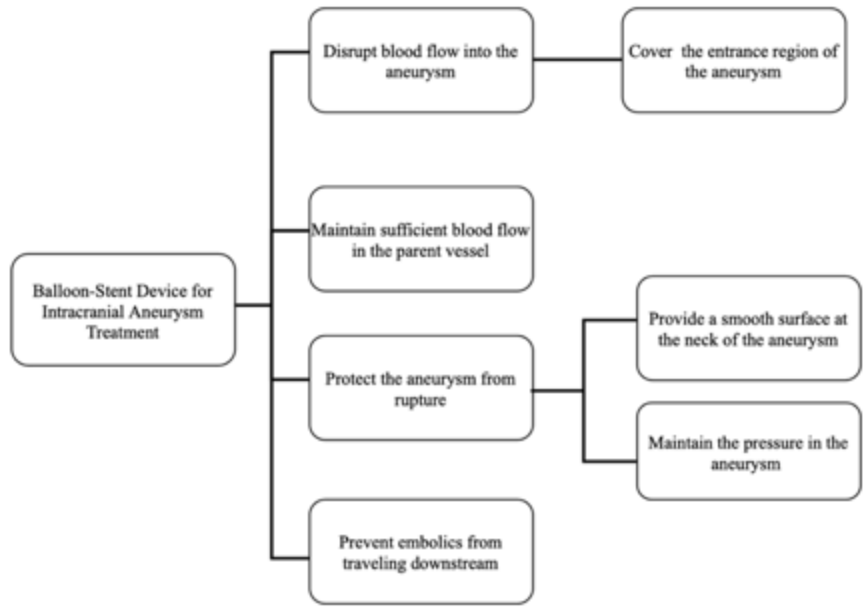 Disrupt blood flow into the
aneurysm
Cover the entrance region of
the aneurysm
Maintain sufficient blood flow
in the parent vessel
Balloon-Stent Device for
Intracranial Aneurysm
Treatment
Provide a smooth surface at
the neck of the aneurysm
Protect the aneurysm from
rupture
Maintain the pressure in the
aneurysm
Prevent embolics from
traveling downstream